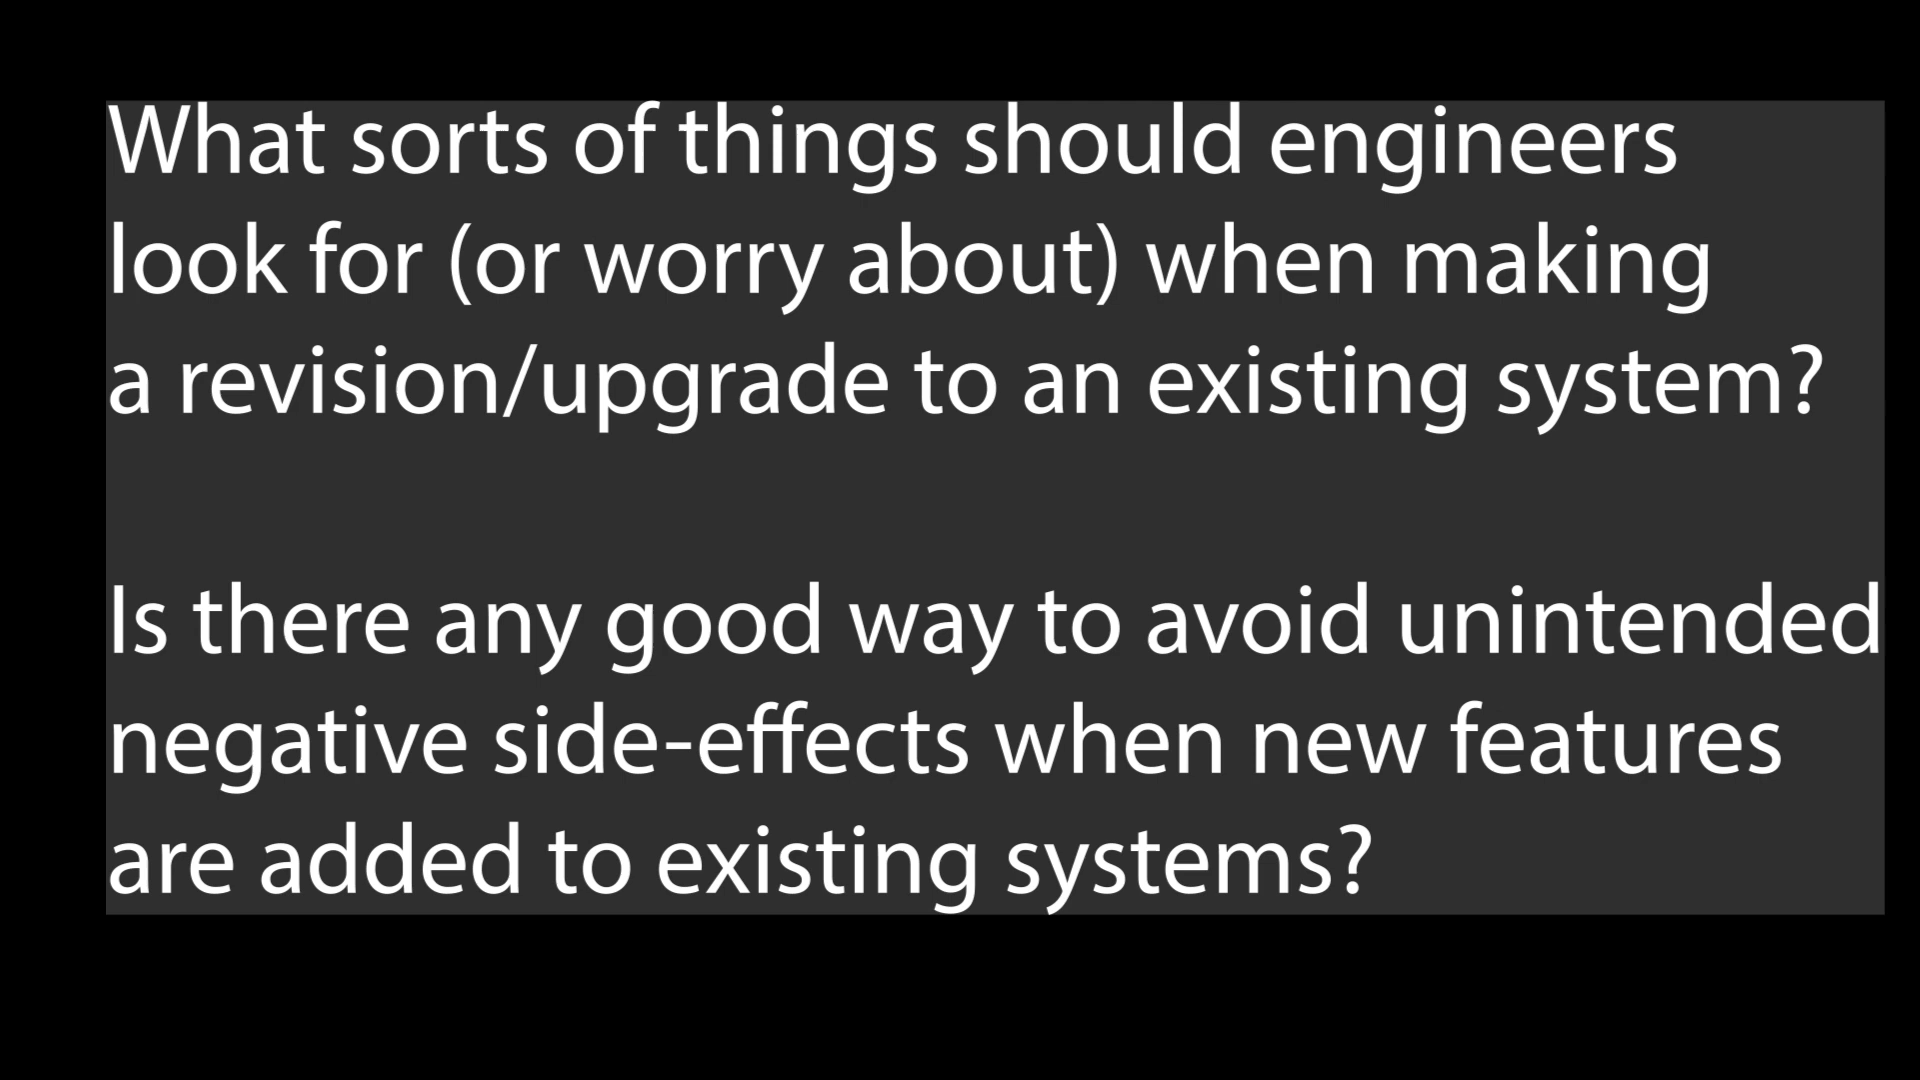 What sorts of things should engineers
look for (or worry about) when making
a revision/upgrade to an existing system?
Is there any good way to avoid unintended
negative side-effects when new features
are added to existing systems?